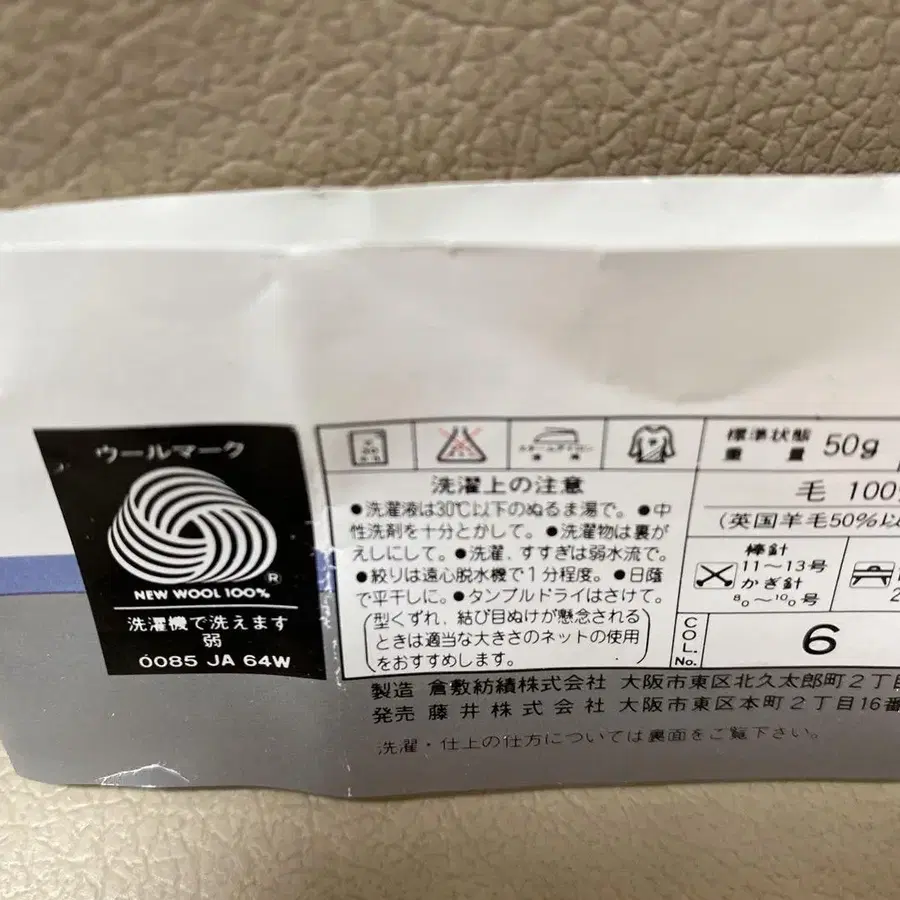 ウールマーク
NEW WOOL 100%
®
洗濯機で洗えます
弱
0085 JA 64W
標準状態
重量 50g
洗濯上の注意
●洗濯液は30℃以下のぬるま湯で。●中
性洗剤を十分とかして。●洗濯物は裏が
えしにして。●洗濯、すすぎは弱水流で。
●絞りは遠心脱水機で1分程度。●日蔭
で平干しに。●タンブルドライはさけて。
(型くずれ、結び目ぬけが懸念される
ときは適当な大きさのネットの使用
をおすすめします。)
毛 100
(英国羊毛50%以
棒針
11〜13号
かぎ針
8/0〜10/0号
COL. No.
6
製造 倉敷紡績株式会社 大阪市東区北久太郎町2丁目
発売 藤井株式会社 大阪市東区本町2丁目16番
洗濯・仕上の仕方については裏面をご覧下さい。